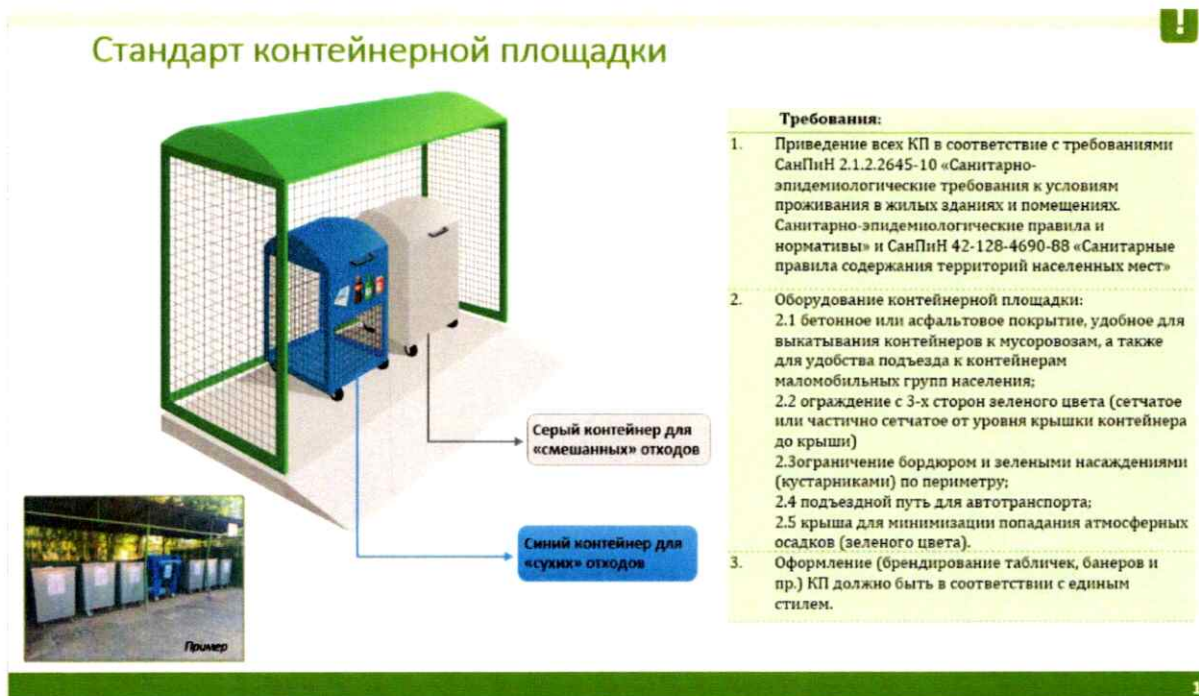 Стандарт контейнерной площадки
Требования:
1. Приведение всех КП в соответствие с требованиями
СанПиН 2.1.2.2645-10 «Санитарно-
эпидемиологические требования к условиям
проживания в жилых зданиях и помещениях.
Санитарно-эпидемиологические правила и
нормативы» и СанПиН 42-128-4690-88 «Санитарные
правила содержания территорий населенных мест»
2. Оборудование контейнерной площадки:
2.1 бетонное или асфальтовое покрытие, удобное для
выкатывания контейнеров к мусоровозам, а также
для удобства подъезда к контейнерам
маломобильных групп населения;
2.2 ограждение с 3-х сторон зеленого цвета (сетчатое
или частично сетчатое от уровня крышки контейнера
до крыши)
2.3ограничение бордюром и зелеными насаждениями
(кустарниками) по периметру;
2.4 подъездной путь для автотранспорта;
2.5 крыша для минимизации попадания атмосферных
осадков (зеленого цвета).
3. Оформление (брендирование табличек, банеров и
пр.) КП должно быть в соответствии с единым
стилем.
Серый контейнер для
«смешанных» отходов
Синий контейнер для
«сухих» отходов
Пример